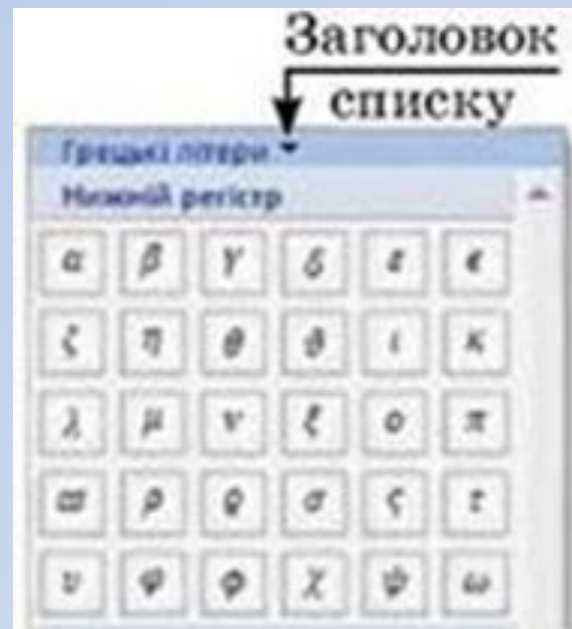 Заголовок
списку
Грецькі літери
Нижній регістр
α β γ δ ε ϵ
ζ η θ ϑ ι κ
λ μ ν ξ ο π
ϖ ρ ϱ σ ς τ
υ φ ϕ χ ψ ω